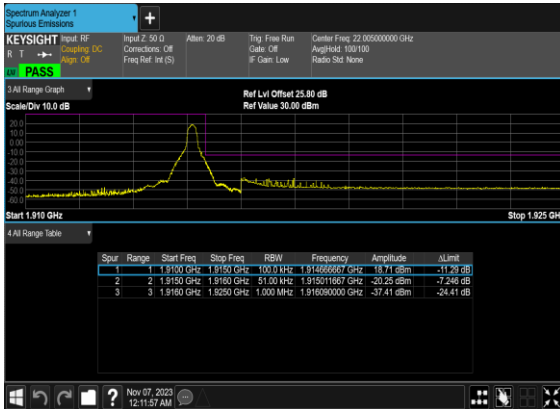 Spectrum Analyzer 1
Spurious Emissions
+
KEYSIGHT Input: RF Input Z: 50 Ω Atten: 20 dB Trig: Free Run Center Freq: 22.005000000 GHz
R T Coupling: DC Corrections: Off Gate: Off Avg|Hold: 100/100
Align: Off Freq Ref: Int (S) IF Gain: Low Radio Std: None
PASS
3 All Range Graph
Ref Lvl Offset 25.80 dB
Scale/Div 10.0 dB Ref Value 30.00 dBm
20.0
10.0
0.00
-10.0
-20.0
-30.0
-40.0
-50.0
-60.0
Start 1.910 GHz Stop 1.925 GH
4 All Range Table
Spur Range Start Freq Stop Freq RBW Frequency Amplitude ΔLimit
1 1 1.9100 GHz 1.9150 GHz 100.0 kHz 1.914666667 GHz 18.71 dBm -11.29 dB
2 2 1.9150 GHz 1.9160 GHz 51.00 kHz 1.915011667 GHz -20.25 dBm -7.246 dB
3 3 1.9160 GHz 1.9250 GHz 1.000 MHz 1.916090000 GHz -37.41 dBm -24.41 dB
? Nov 07, 2023
12:11:57 AM